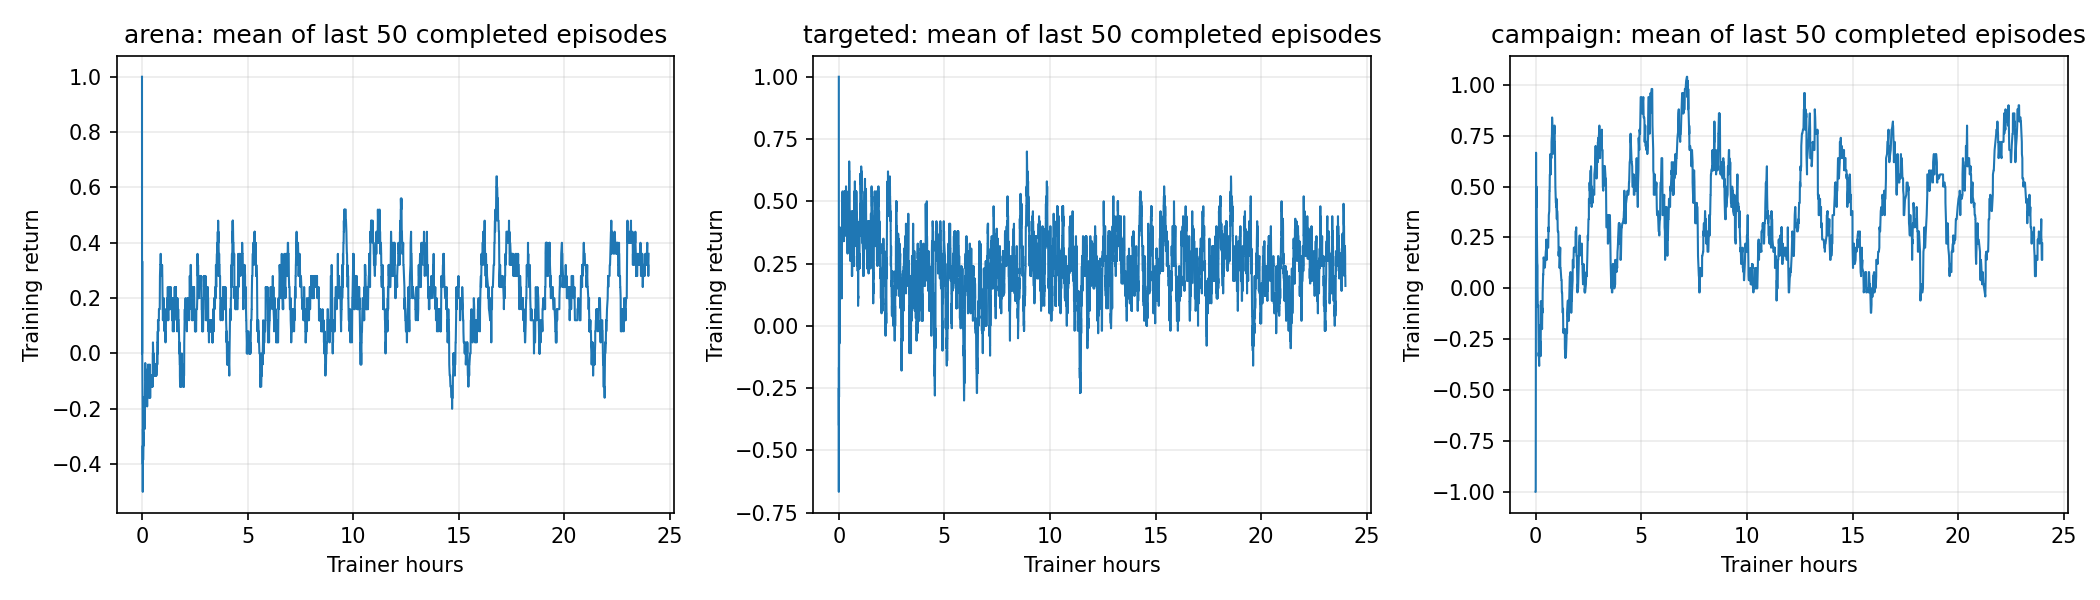 arena: mean of last 50 completed episodes
Training return
1.0
0.8
0.6
0.4
0.2
0.0
−0.2
−0.4
0 5 10 15 20 25
Trainer hours
targeted: mean of last 50 completed episodes
Training return
1.00
0.75
0.50
0.25
0.00
−0.25
−0.50
−0.75
0 5 10 15 20 25
Trainer hours
campaign: mean of last 50 completed episodes
Training return
1.00
0.75
0.50
0.25
0.00
−0.25
−0.50
−0.75
−1.00
0 5 10 15 20 25
Trainer hours